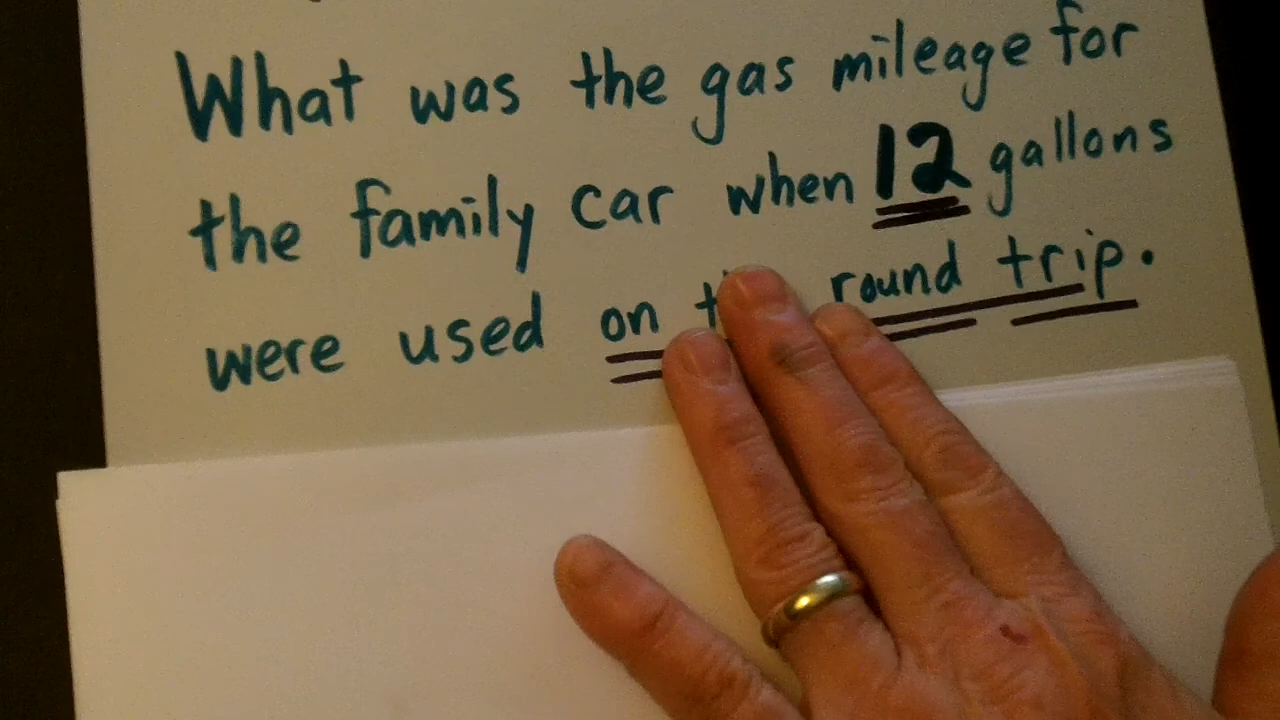 What was the gas mileage for
the family car when 12 gallons
were used on round trip.